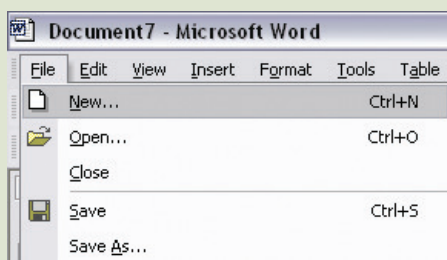 Document7 - Microsoft Word
File Edit View Insert Format Tools Table
New... Ctrl+N
Open... Ctrl+O
Close
Save Ctrl+S
Save As...